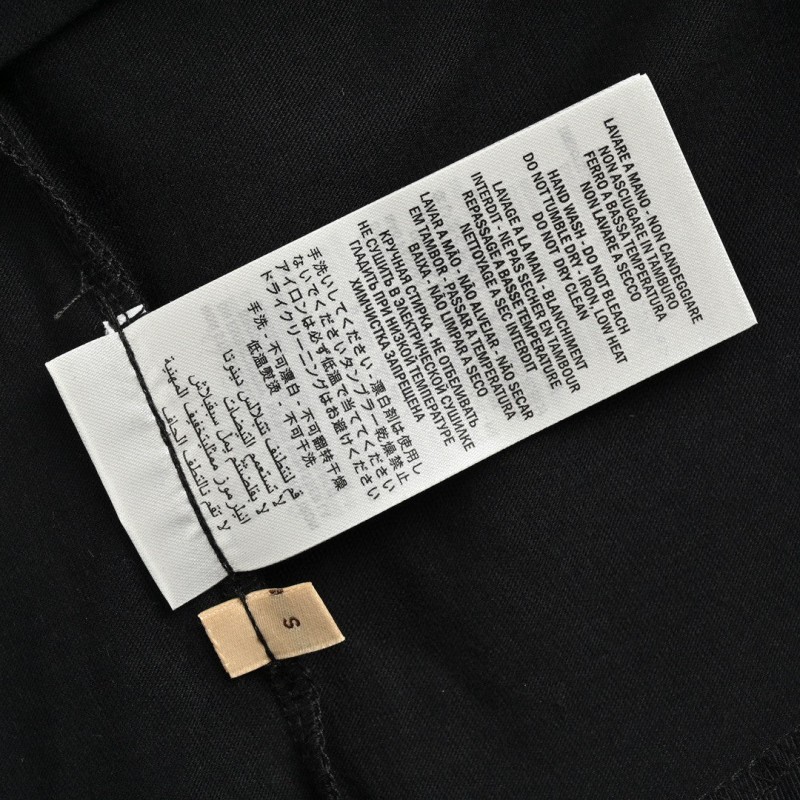 LAVARE A MANO - NON CANDEGGIARE
NON ASCIUGARE IN TAMBURO
FERRO A BASSA TEMPERATURA
NON LAVARE A SECCO
HAND WASH - DO NOT BLEACH
DO NOT TUMBLE DRY - IRON, LOW HEAT
DO NOT DRY CLEAN
LAVAGE A LA MAIN - BLANCHIMENT
INTERDIT - NE PAS SECHER EN TAMBOUR
REPASSAGE A BASSE TEMPERATURE
NETTOYAGE A SEC INTERDIT
LAVAR A MÃO - NÃO ALVEJAR - NÃO SECAR
EM TAMBOR - PASSAR A TEMPERATURA
BAIXA - NÃO LIMPAR A SECO
КРУЧНАЯ СТИРКА - НЕ ОТБЕЛИВАТЬ
НЕ СУШИТЬ В ЭЛЕКТРИЧЕСКОЙ СУШИЛКЕ
ГЛАДИТЬ ПРИ НИЗКОЙ ТЕМПЕРАТУРЕ
ХИМЧИСТКА ЗАПРЕЩЕНА
手洗いしてください 漂白剤は使用し
ないでくださいタンブラー乾燥禁止
アイロンは必ず低温で当ててください
ドライクリーニングはお避けください
手洗 - 不可漂白 - 不可翻转干燥
低温熨烫 - 不可干洗
S